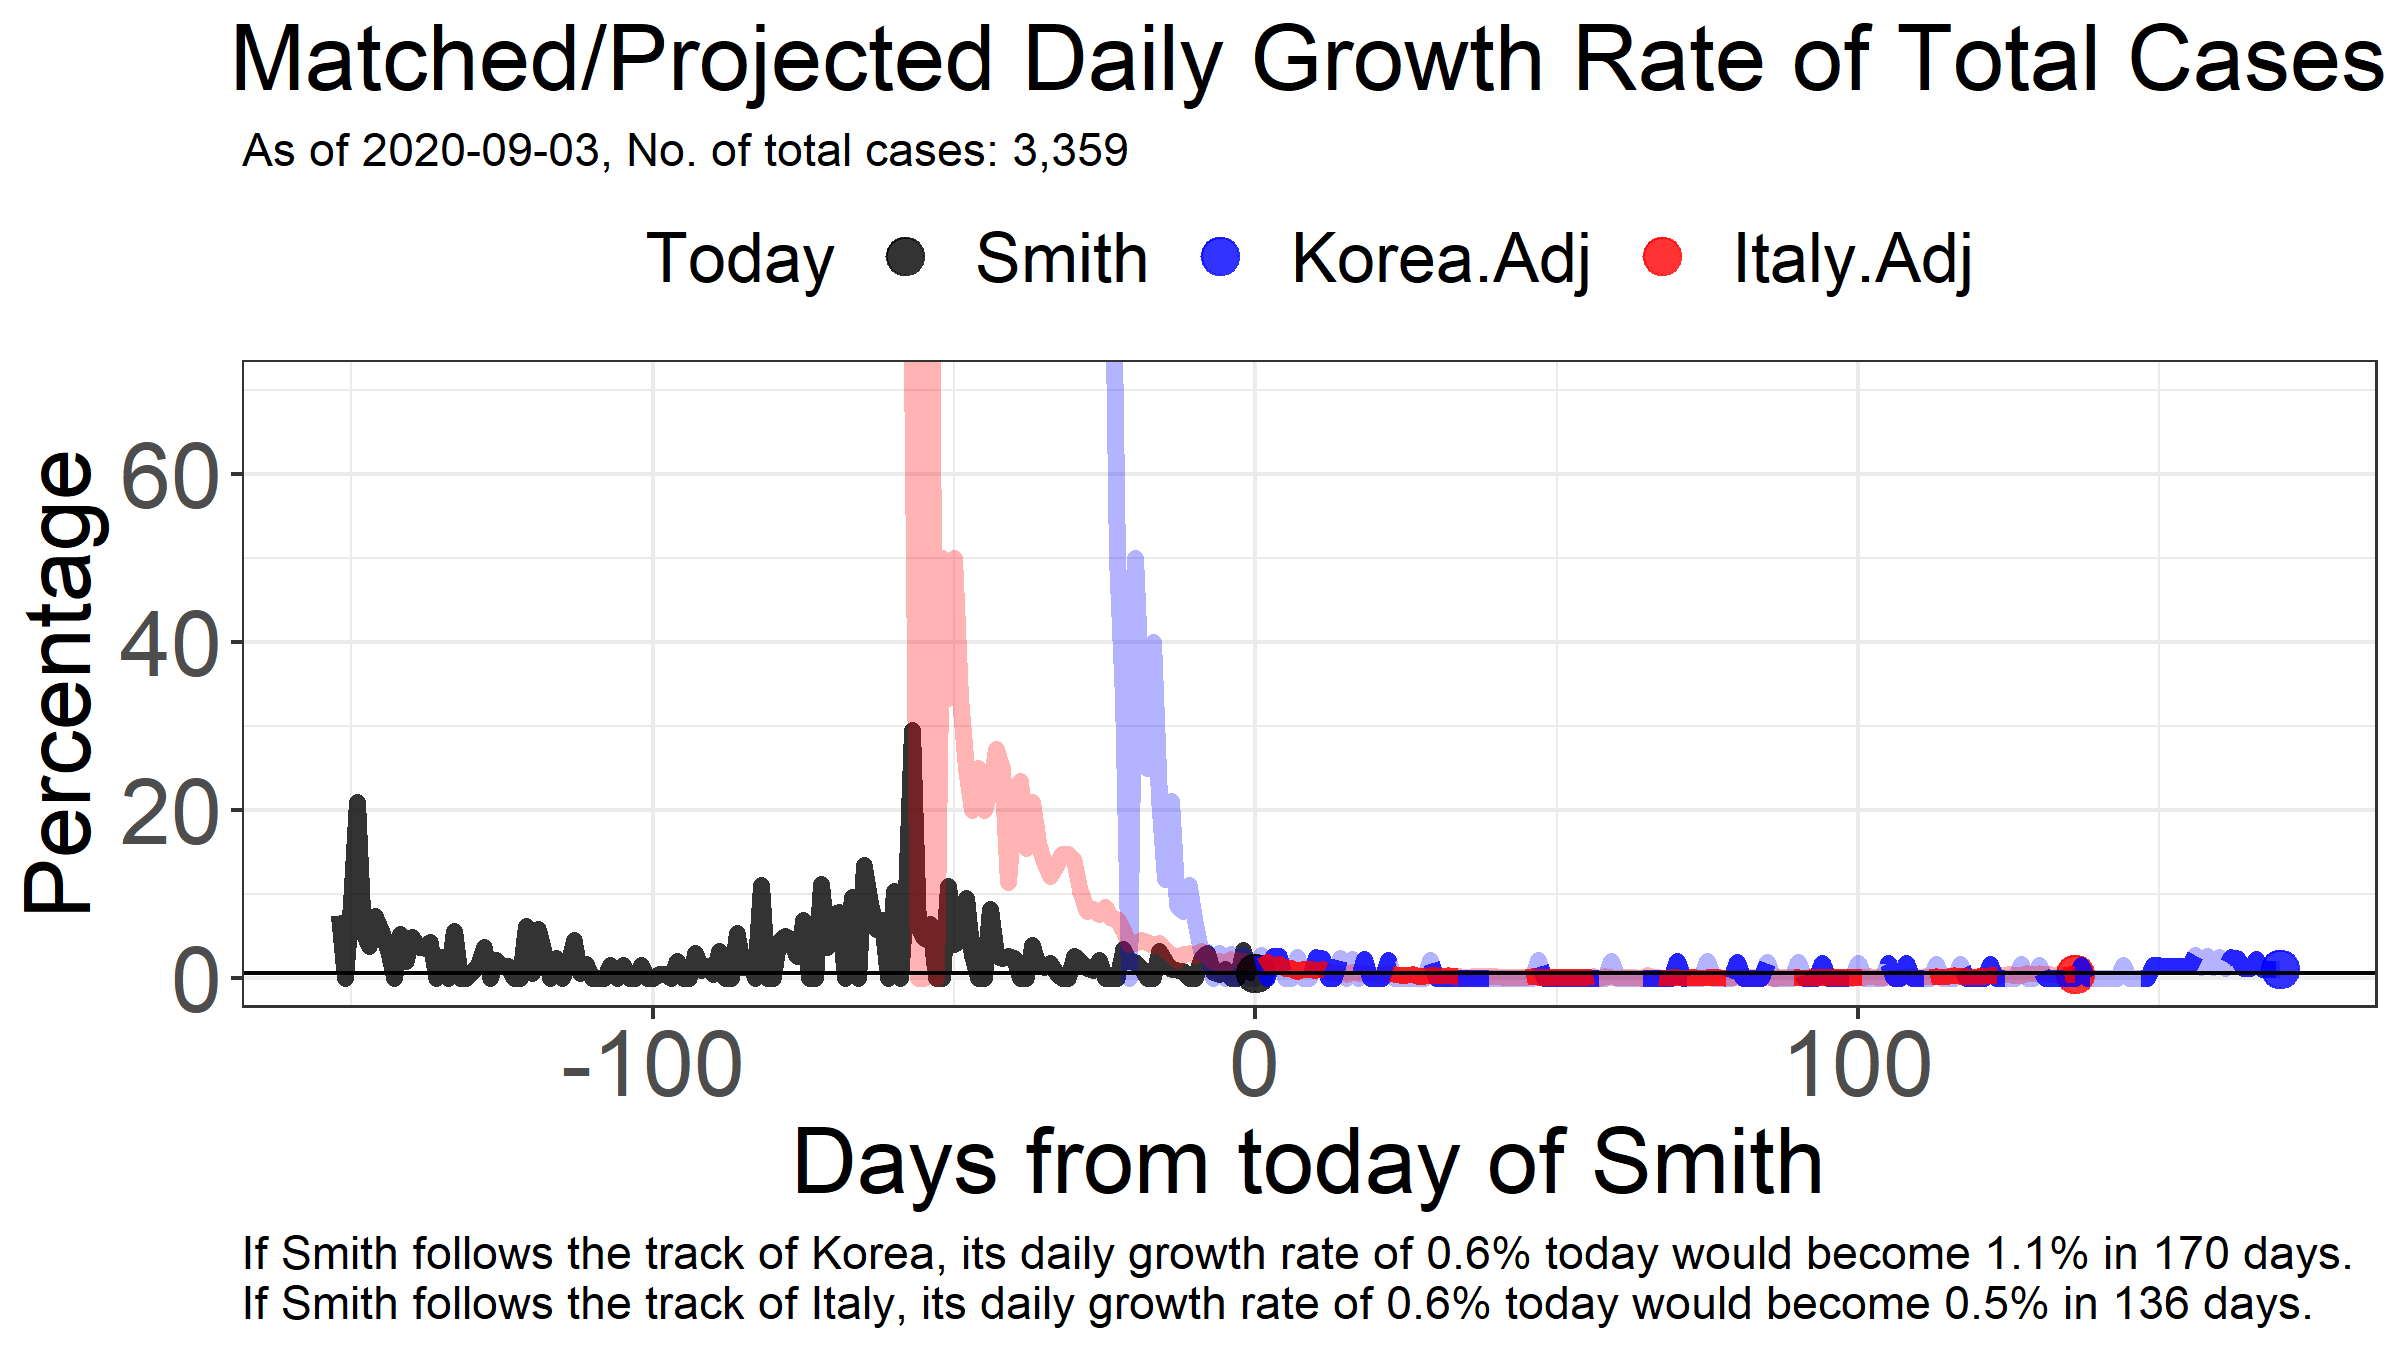 Matched/Projected Daily Growth Rate of Total Cases
As of 2020-09-03, No. of total cases: 3,359
Today Smith Korea.Adj Italy.Adj
Percentage
60
40
20
0
-100 0 100
Days from today of Smith
If Smith follows the track of Korea, its daily growth rate of 0.6% today would become 1.1% in 170 days.
If Smith follows the track of Italy, its daily growth rate of 0.6% today would become 0.5% in 136 days.